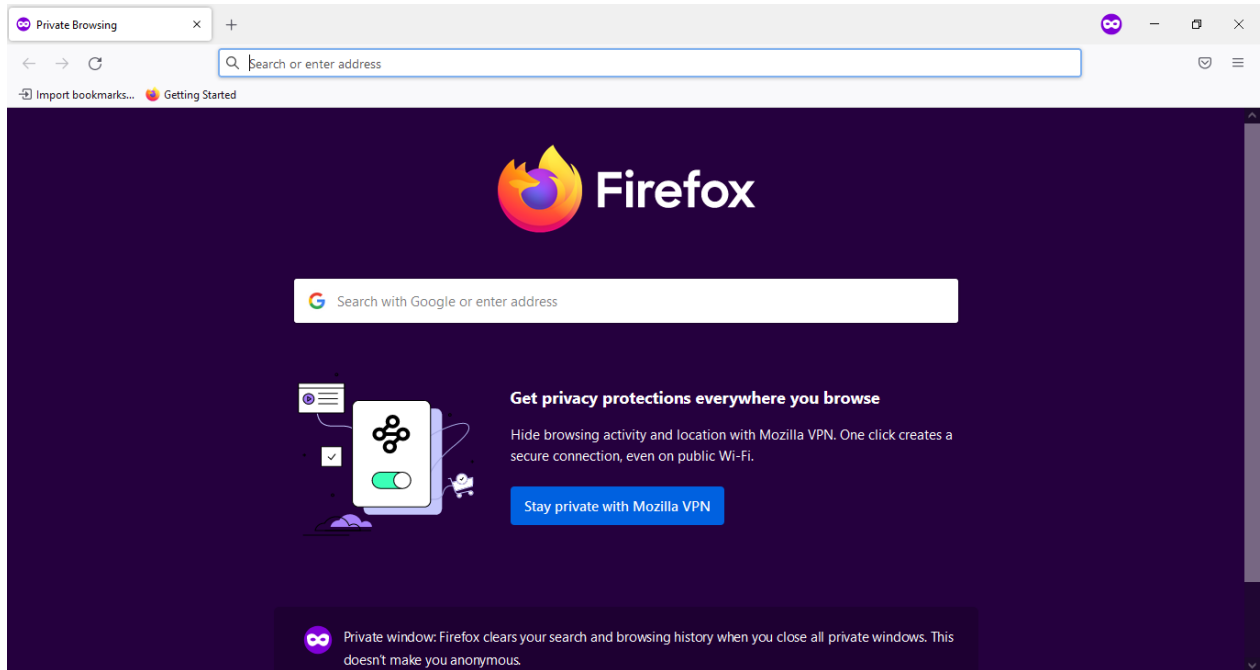 Private Browsing
Search or enter address
Import bookmarks... Getting Started
Firefox
Search with Google or enter address
Get privacy protections everywhere you browse
Hide browsing activity and location with Mozilla VPN. One click creates a
secure connection, even on public Wi-Fi.
Stay private with Mozilla VPN
Private window: Firefox clears your search and browsing history when you close all private windows. This
doesn't make you anonymous.